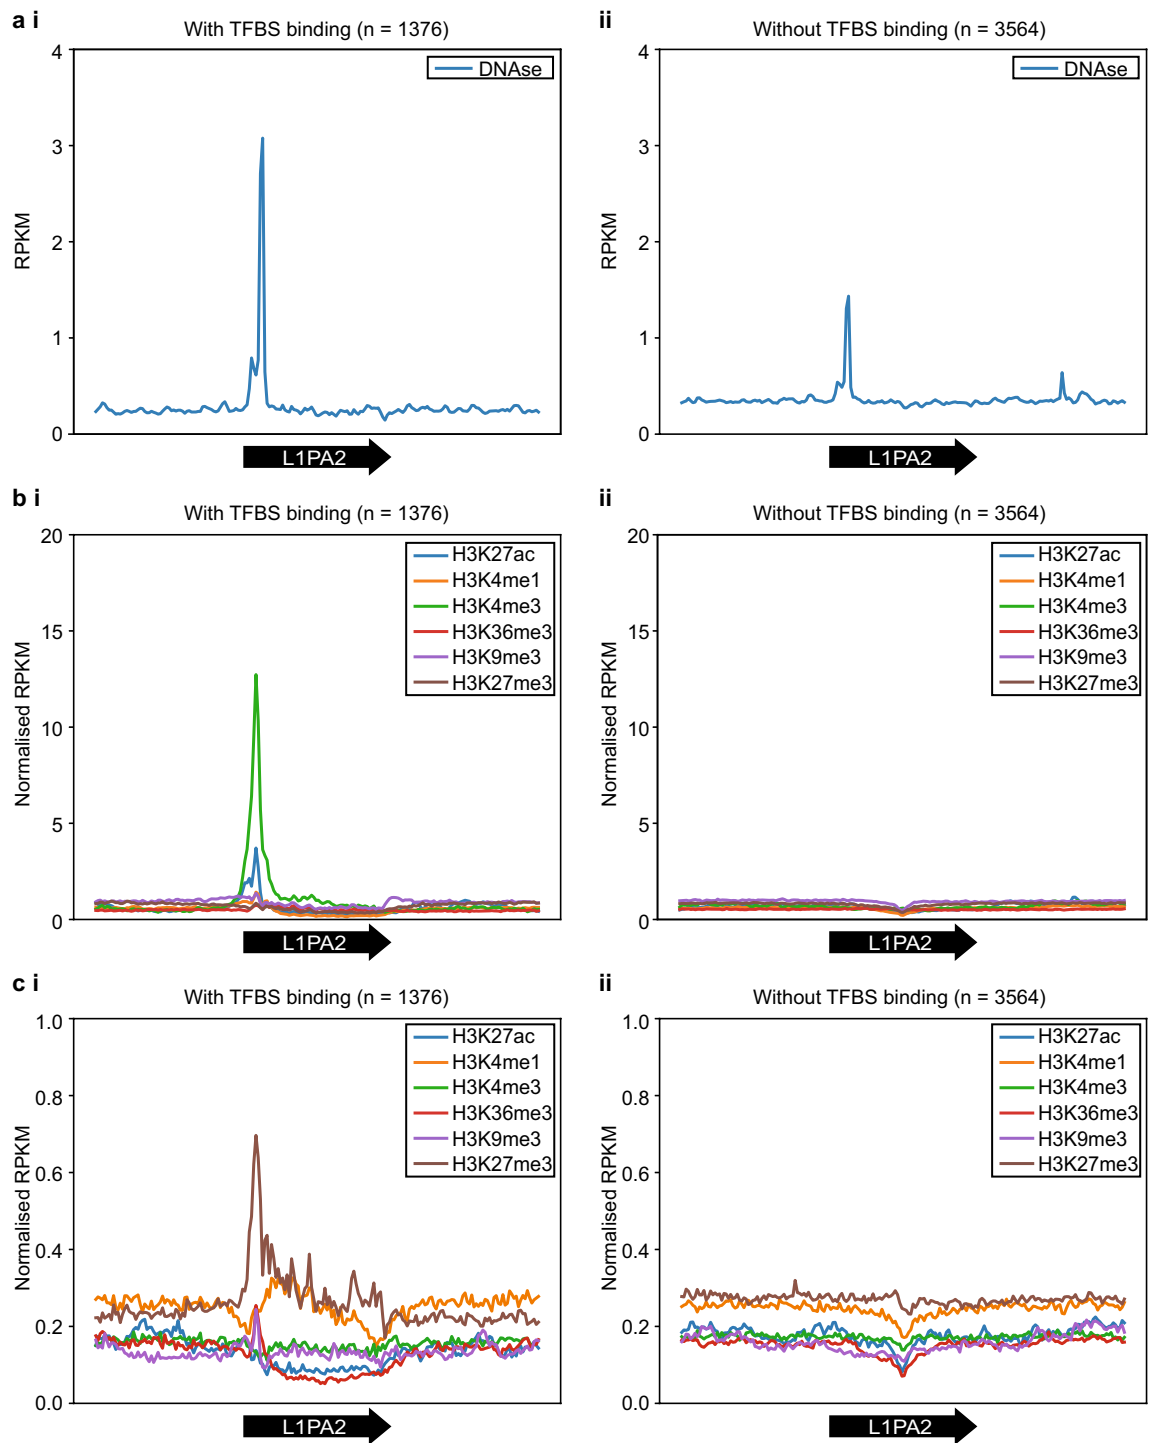 a i
With TFBS binding (n = 1376)
4
3
2
1
0
RPKM
DNAse
L1PA2
ii
Without TFBS binding (n = 3564)
4
3
2
1
0
RPKM
DNAse
L1PA2
b i
With TFBS binding (n = 1376)
20
15
10
5
0
Normalised RPKM
H3K27ac
H3K4me1
H3K4me3
H3K36me3
H3K9me3
H3K27me3
L1PA2
ii
Without TFBS binding (n = 3564)
20
15
10
5
0
Normalised RPKM
H3K27ac
H3K4me1
H3K4me3
H3K36me3
H3K9me3
H3K27me3
L1PA2
c i
With TFBS binding (n = 1376)
1.0
0.8
0.6
0.4
0.2
0.0
Normalised RPKM
H3K27ac
H3K4me1
H3K4me3
H3K36me3
H3K9me3
H3K27me3
L1PA2
ii
Without TFBS binding (n = 3564)
1.0
0.8
0.6
0.4
0.2
0.0
Normalised RPKM
H3K27ac
H3K4me1
H3K4me3
H3K36me3
H3K9me3
H3K27me3
L1PA2